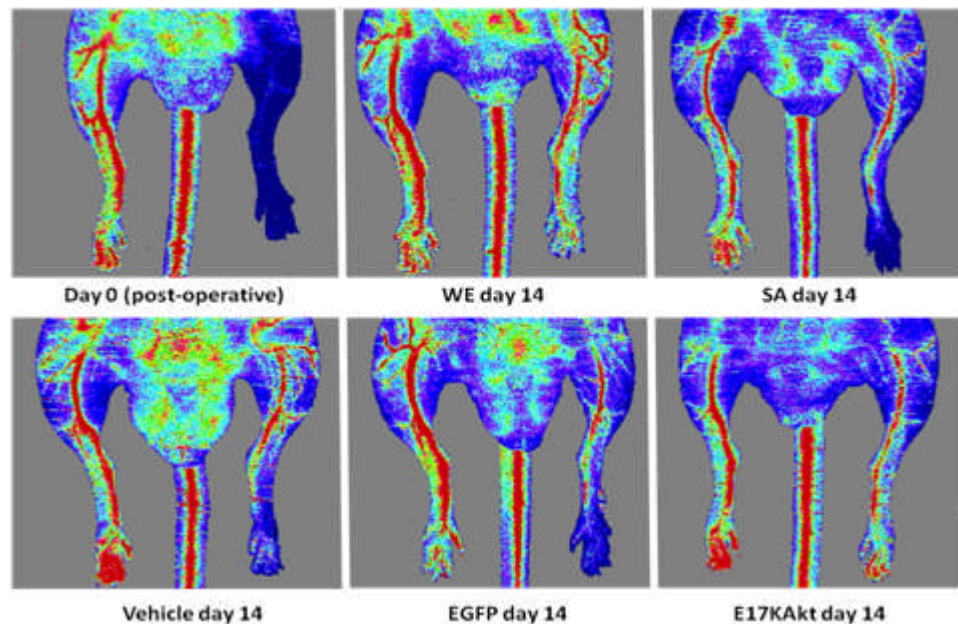 Day 0 (post-operative)
WE day 14
SA day 14
Vehicle day 14
EGFP day 14
E17KAkt day 14